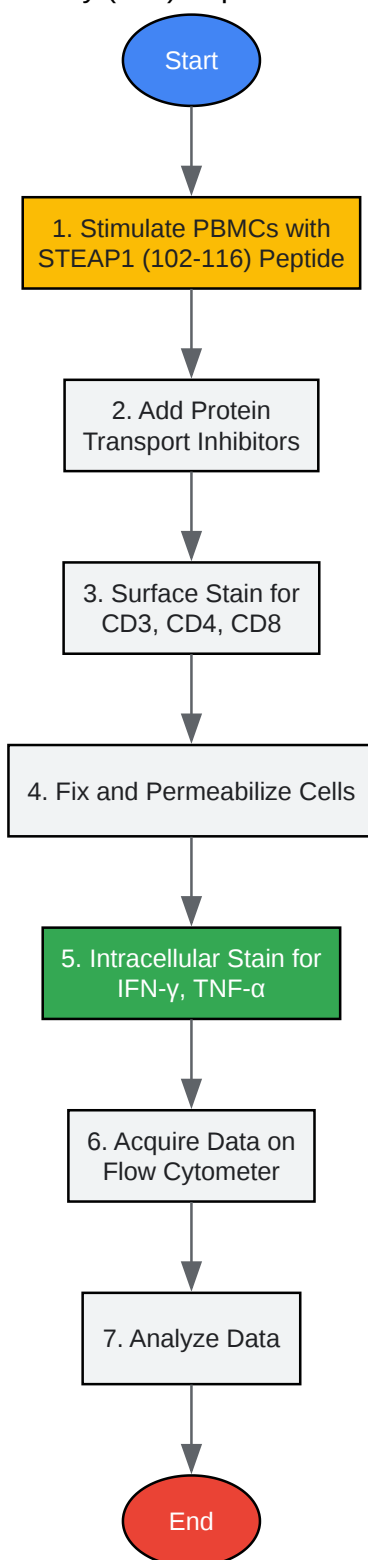 Start
1. Stimulate PBMCs with
STEAP1 (102-116) Peptide
2. Add Protein
Transport Inhibitors
3. Surface Stain for
CD3, CD4, CD8
4. Fix and Permeabilize Cells
5. Intracellular Stain for
IFN-γ, TNF-α
6. Acquire Data on
Flow Cytometer
7. Analyze Data
End